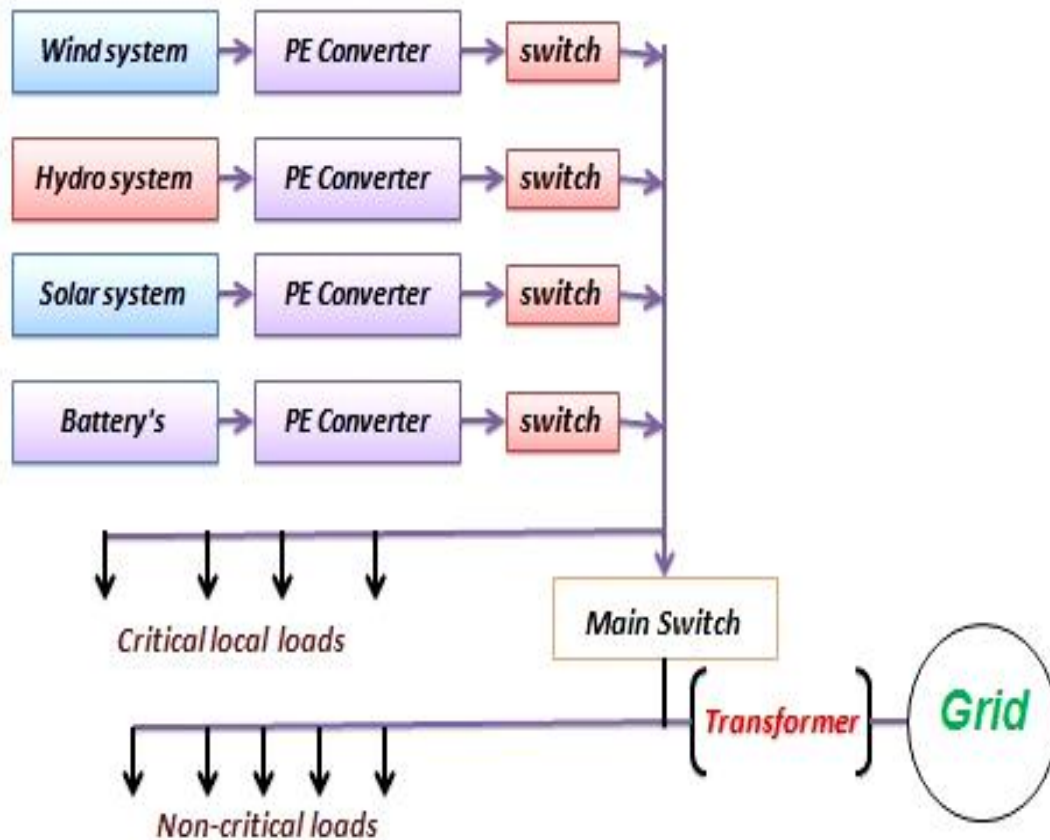 Wind system PE Converter switch
Hydro system PE Converter switch
Solar system PE Converter switch
Battery's PE Converter switch
Critical local loads
Main Switch
Transformer
Grid
Non-critical loads